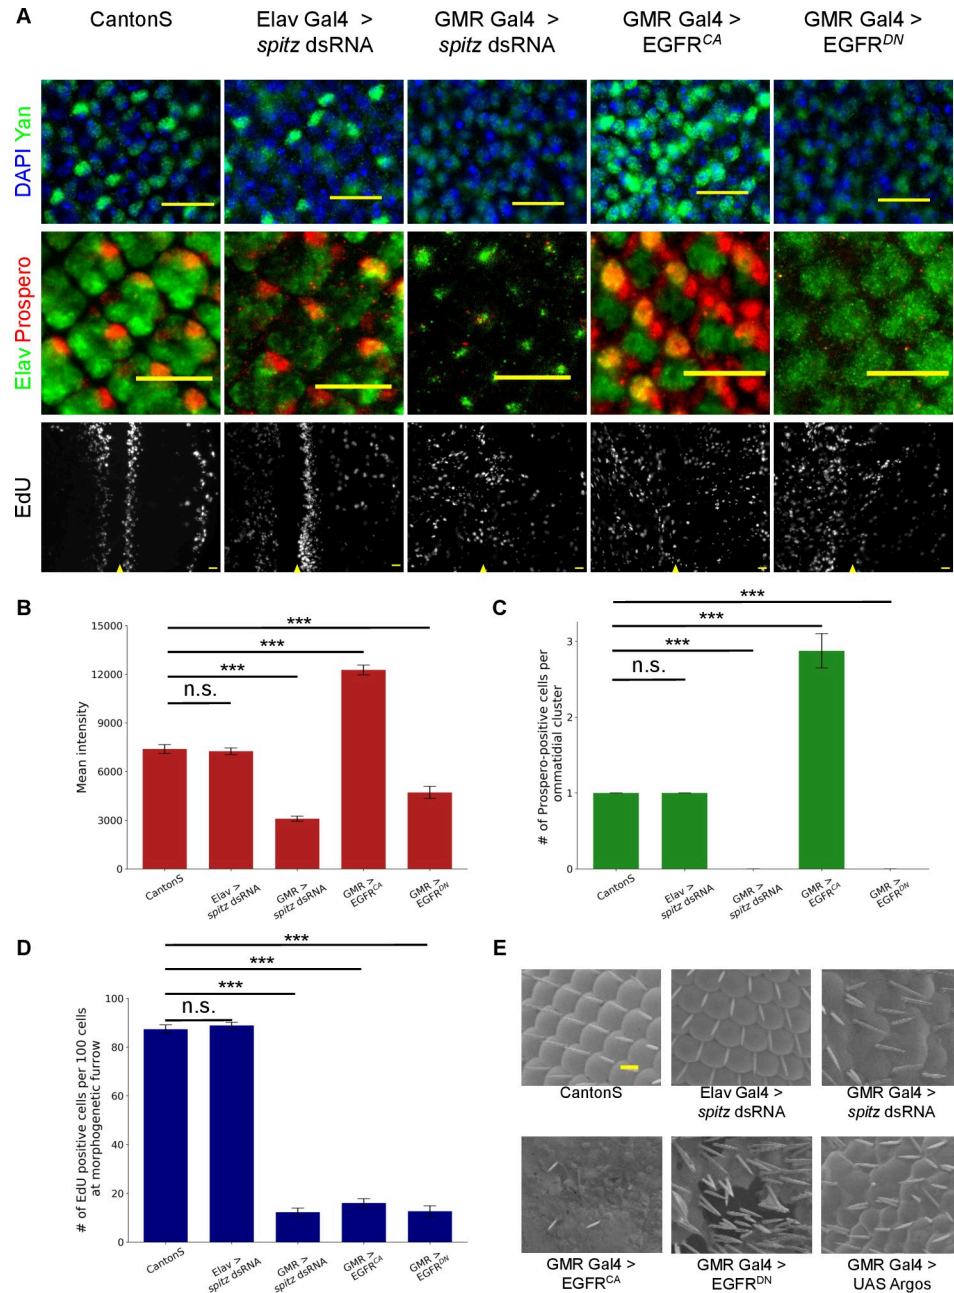 A
CantonS
Elav Gal4 >
spitz dsRNA
GMR Gal4 >
spitz dsRNA
GMR Gal4 >
EGFRCA
GMR Gal4 >
EGFRDN
DAPI Yan
Elav Prospero
EdU
B
***
***
***
n.s.
15000
12000
9000
6000
3000
0
Mean intensity
CantonS
Elav >
spitz dsRNA
GMR >
spitz dsRNA
GMR >
EGFRCA
GMR >
EGFRDN
C
***
***
***
n.s.
3
2
1
0
# of Prospero-positive cells per
ommatidial cluster
CantonS
Elav >
spitz dsRNA
GMR >
spitz dsRNA
GMR >
EGFRCA
GMR >
EGFRDN
D
***
***
***
n.s.
100
80
60
40
20
0
# of EdU positive cells per 100 cells
at morphogenetic furrow
CantonS
Elav >
spitz dsRNA
GMR >
spitz dsRNA
GMR >
EGFRCA
GMR >
EGFRDN
E
CantonS
Elav Gal4 >
spitz dsRNA
GMR Gal4 >
spitz dsRNA
GMR Gal4 >
EGFRCA
GMR Gal4 >
EGFRDN
GMR Gal4 >
UAS Argos